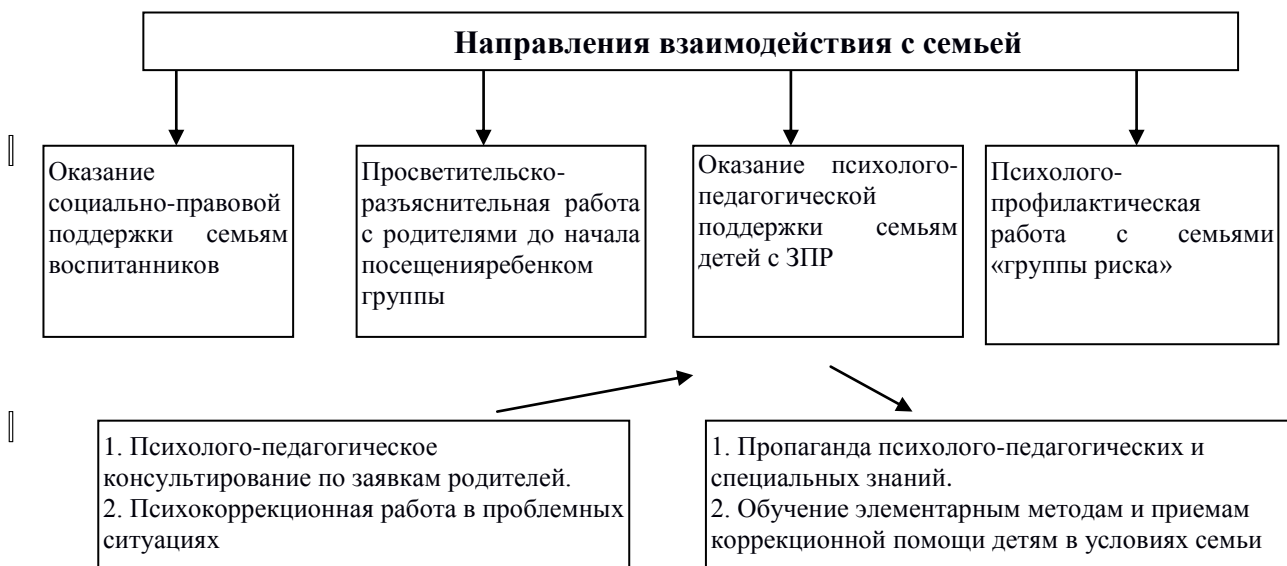 Направления взаимодействия с семьей
Оказание
социально-правовой
поддержки семьям
воспитанников
Просветительско-
разъяснительная работа
с родителями до начала
посещенияребенком
группы
Оказание психолого-
педагогической
поддержки семьям
детей с ЗПР
Психолого-
профилактическая
работа с семьями
«группы риска»
1. Психолого-педагогическое
консультирование по заявкам родителей.
2. Психокоррекционная работа в проблемных
ситуациях
1. Пропаганда психолого-педагогических и
специальных знаний.
2. Обучение элементарным методам и приемам
коррекционной помощи детям в условиях семьи